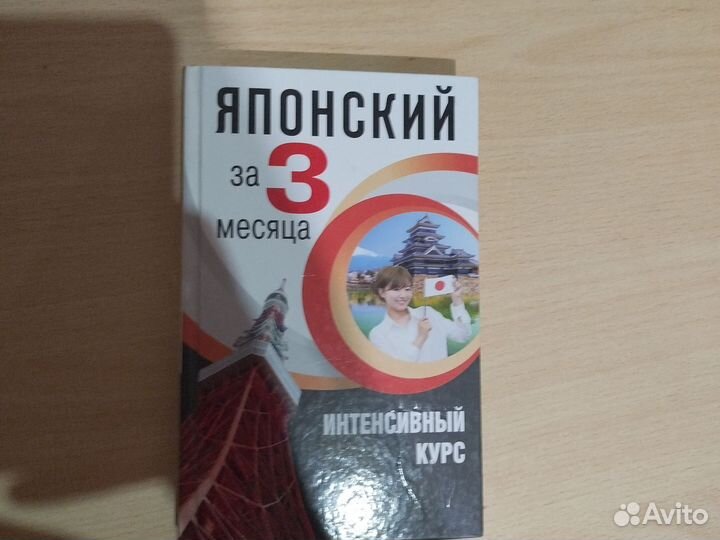 ЯПОНСКИЙ
за 3
месяца
ИНТЕНСИВНЫЙ
КУРС
Avito